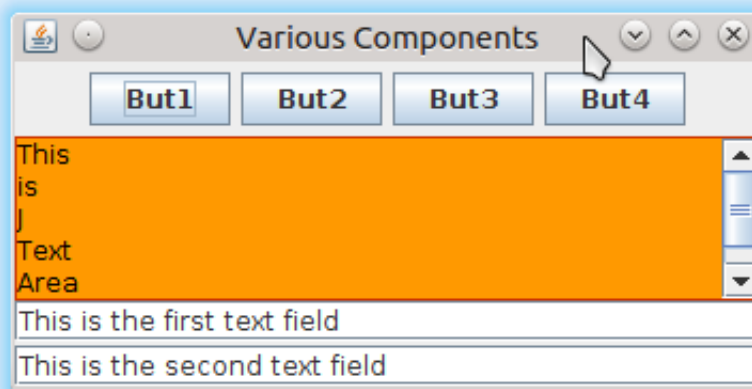 Various Components
But1 But2 But3 But4
This
is
J
Text
Area
This is the first text field
This is the second text field